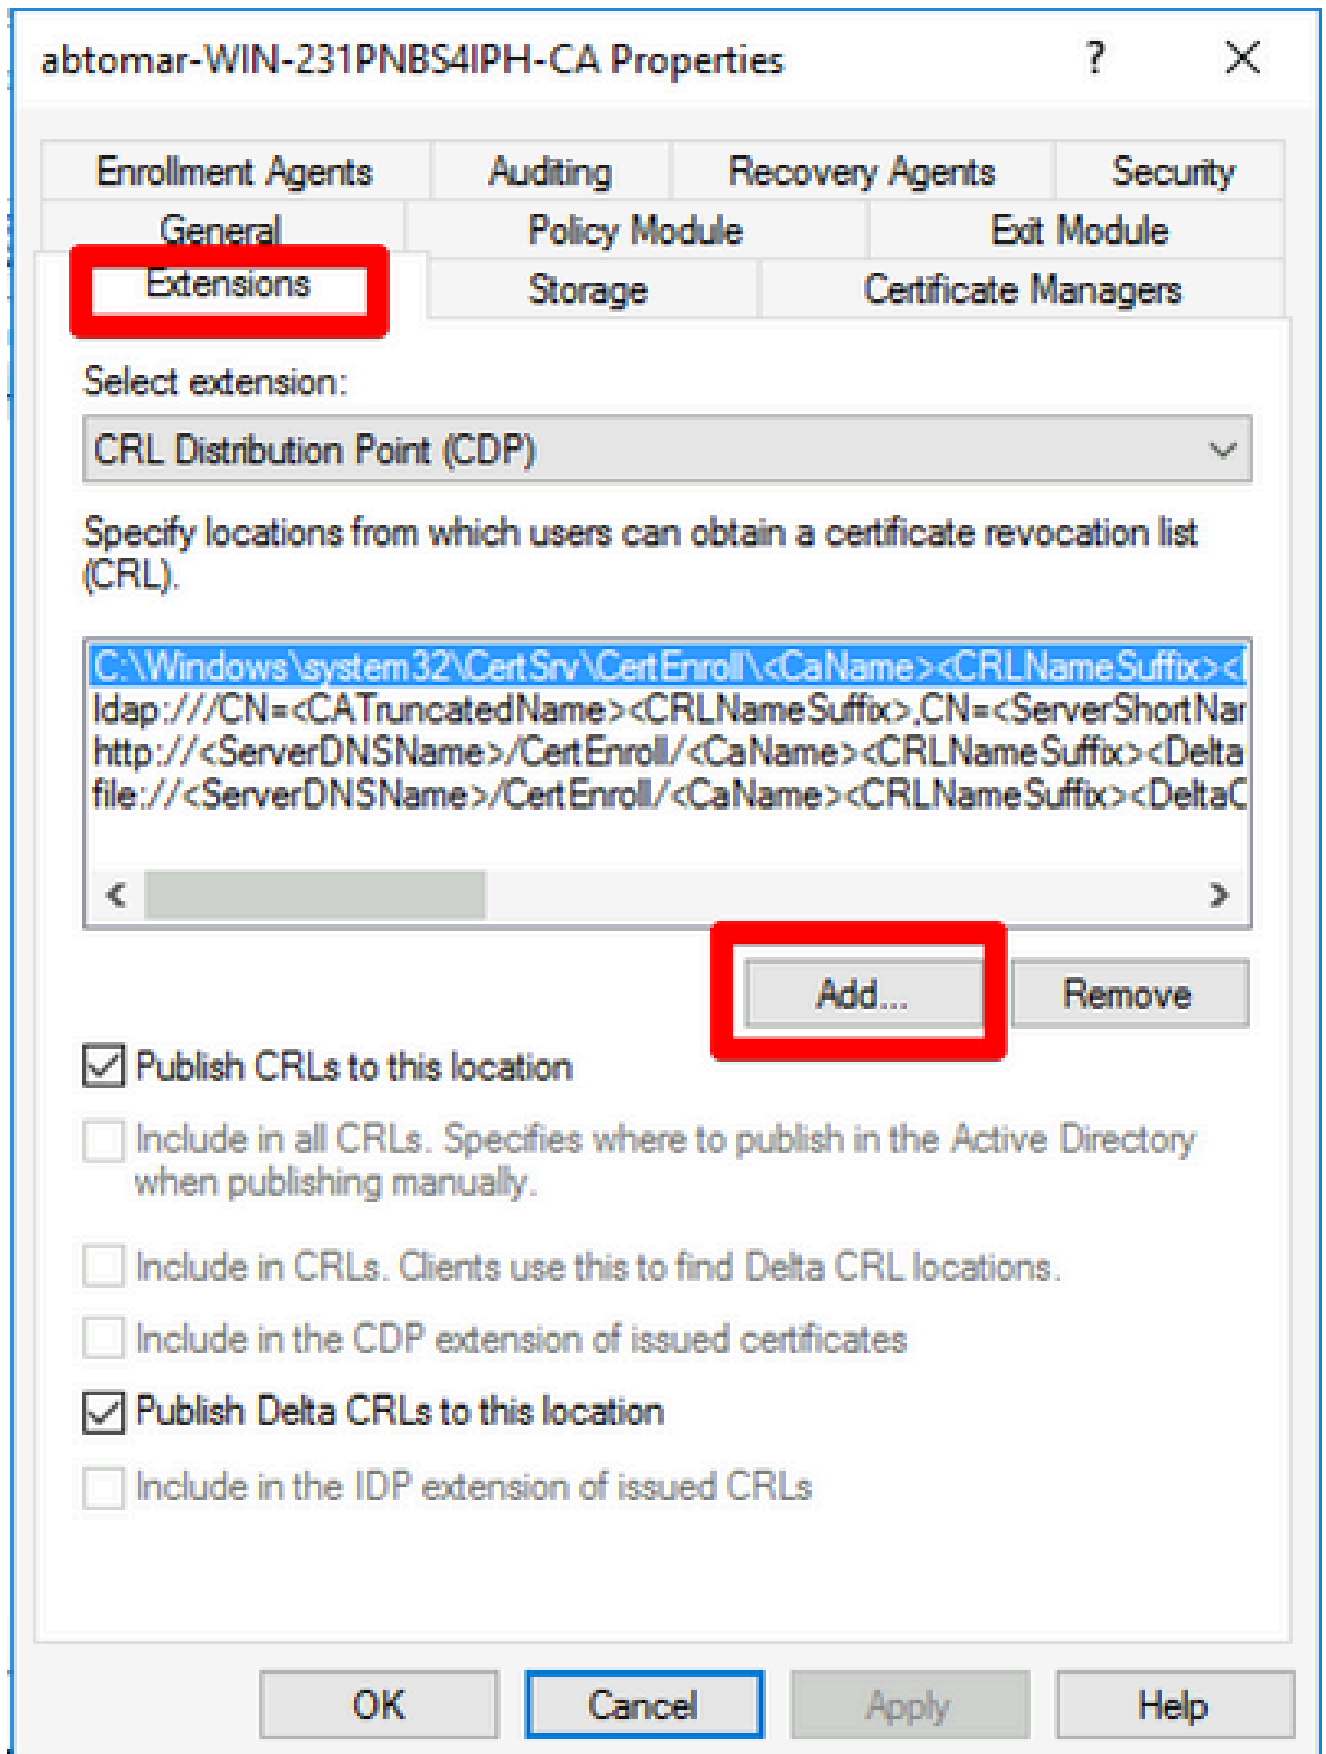 abtomar-WIN-231PNBS4IPH-CA Properties ? X
Enrollment Agents Auditing Recovery Agents Security
General Policy Module Exit Module
Extensions Storage Certificate Managers
Select extension:
CRL Distribution Point (CDP)
Specify locations from which users can obtain a certificate revocation list
(CRL).
C:\Windows\system32\CertSrv\CertEnroll\<CaName><CRLNameSuffix><
ldap:///CN=<CATruncatedName><CRLNameSuffix>,CN=<ServerShortNar
http://<ServerDNSName>/CertEnroll/<CaName><CRLNameSuffix><Delta
file://<ServerDNSName>/CertEnroll/<CaName><CRLNameSuffix><DeltaC
Add... Remove
Publish CRLs to this location
Include in all CRLs. Specifies where to publish in the Active Directory
when publishing manually.
Include in CRLs. Clients use this to find Delta CRL locations.
Include in the CDP extension of issued certificates
Publish Delta CRLs to this location
Include in the IDP extension of issued CRLs
OK Cancel Apply Help